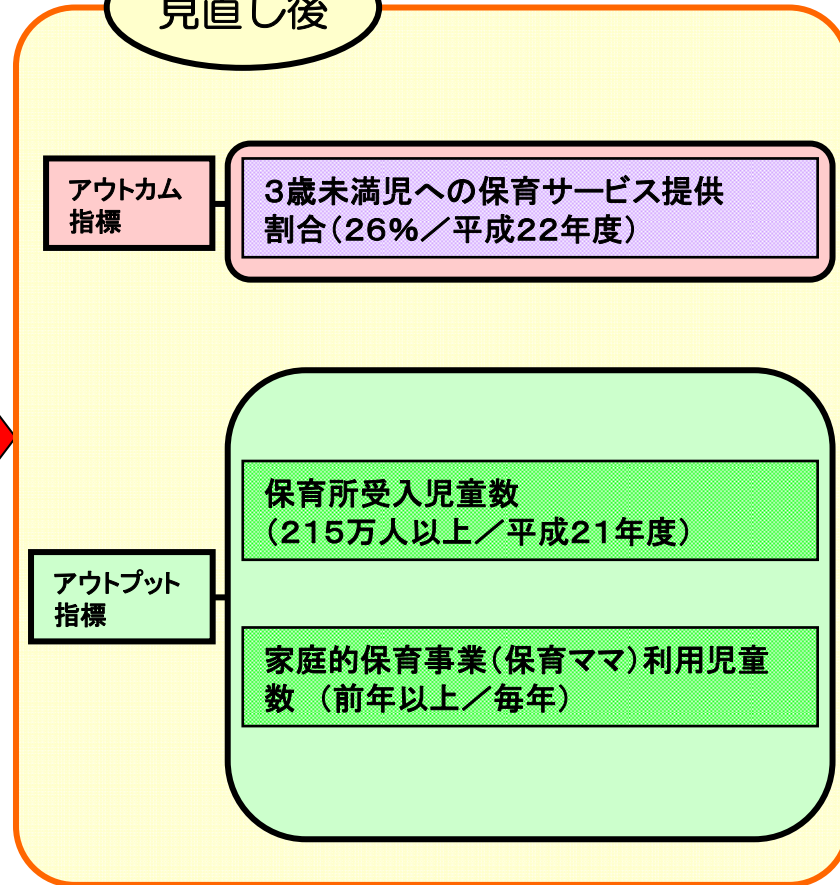 見直し後
アウトカム
指標
3歳未満児への保育サービス提供
割合(26%/平成22年度)
保育所受入児童数
(215万人以上/平成21年度)
アウトプット
指標
家庭的保育事業(保育ママ)利用児童
数 (前年以上/毎年)